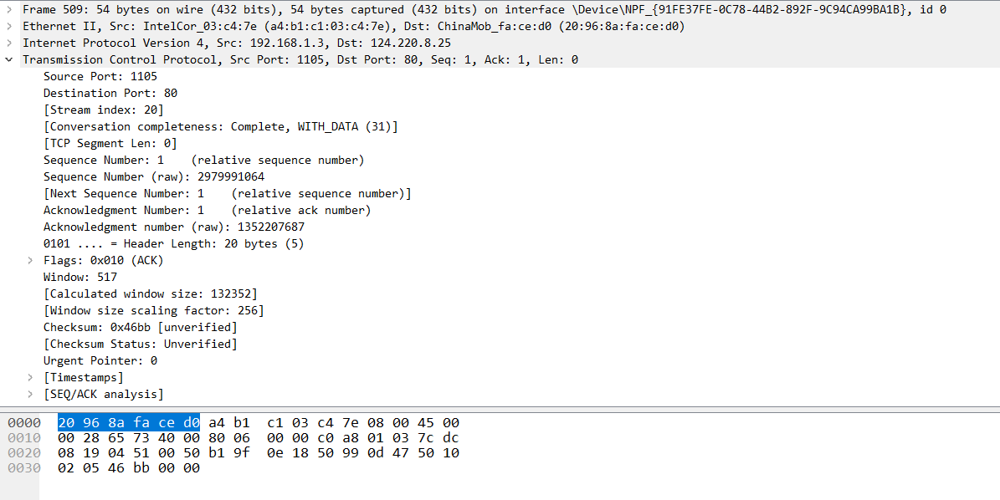 Frame 509: 54 bytes on wire (432 bits), 54 bytes captured (432 bits) on interface \Device\NPF_{91FE37FE-0C78-44B2-892F-9C94CA99BA1B}, id 0
Ethernet II, Src: IntelCor_03:c4:7e (a4:b1:c1:03:c4:7e), Dst: ChinaMob_fa:ce:d0 (20:96:8a:fa:ce:d0)
Internet Protocol Version 4, Src: 192.168.1.3, Dst: 124.220.8.25
Transmission Control Protocol, Src Port: 1105, Dst Port: 80, Seq: 1, Ack: 1, Len: 0
Source Port: 1105
Destination Port: 80
[Stream index: 20]
[Conversation completeness: Complete, WITH_DATA (31)]
[TCP Segment Len: 0]
Sequence Number: 1    (relative sequence number)
Sequence Number (raw): 2979991064
[Next Sequence Number: 1    (relative sequence number)]
Acknowledgment Number: 1    (relative ack number)
Acknowledgment number (raw): 1352207687
0101 .... = Header Length: 20 bytes (5)
Flags: 0x010 (ACK)
Window: 517
[Calculated window size: 132352]
[Window size scaling factor: 256]
Checksum: 0x46bb [unverified]
[Checksum Status: Unverified]
Urgent Pointer: 0
[Timestamps]
[SEQ/ACK analysis]
0000 20 96 8a fa ce d0 a4 b1 c1 03 c4 7e 08 00 45 00
0010 00 28 65 73 40 00 80 06 00 00 c0 a8 01 03 7c dc
0020 08 19 04 51 00 50 b1 9f 0e 18 50 99 0d 47 50 10
0030 02 05 46 bb 00 00